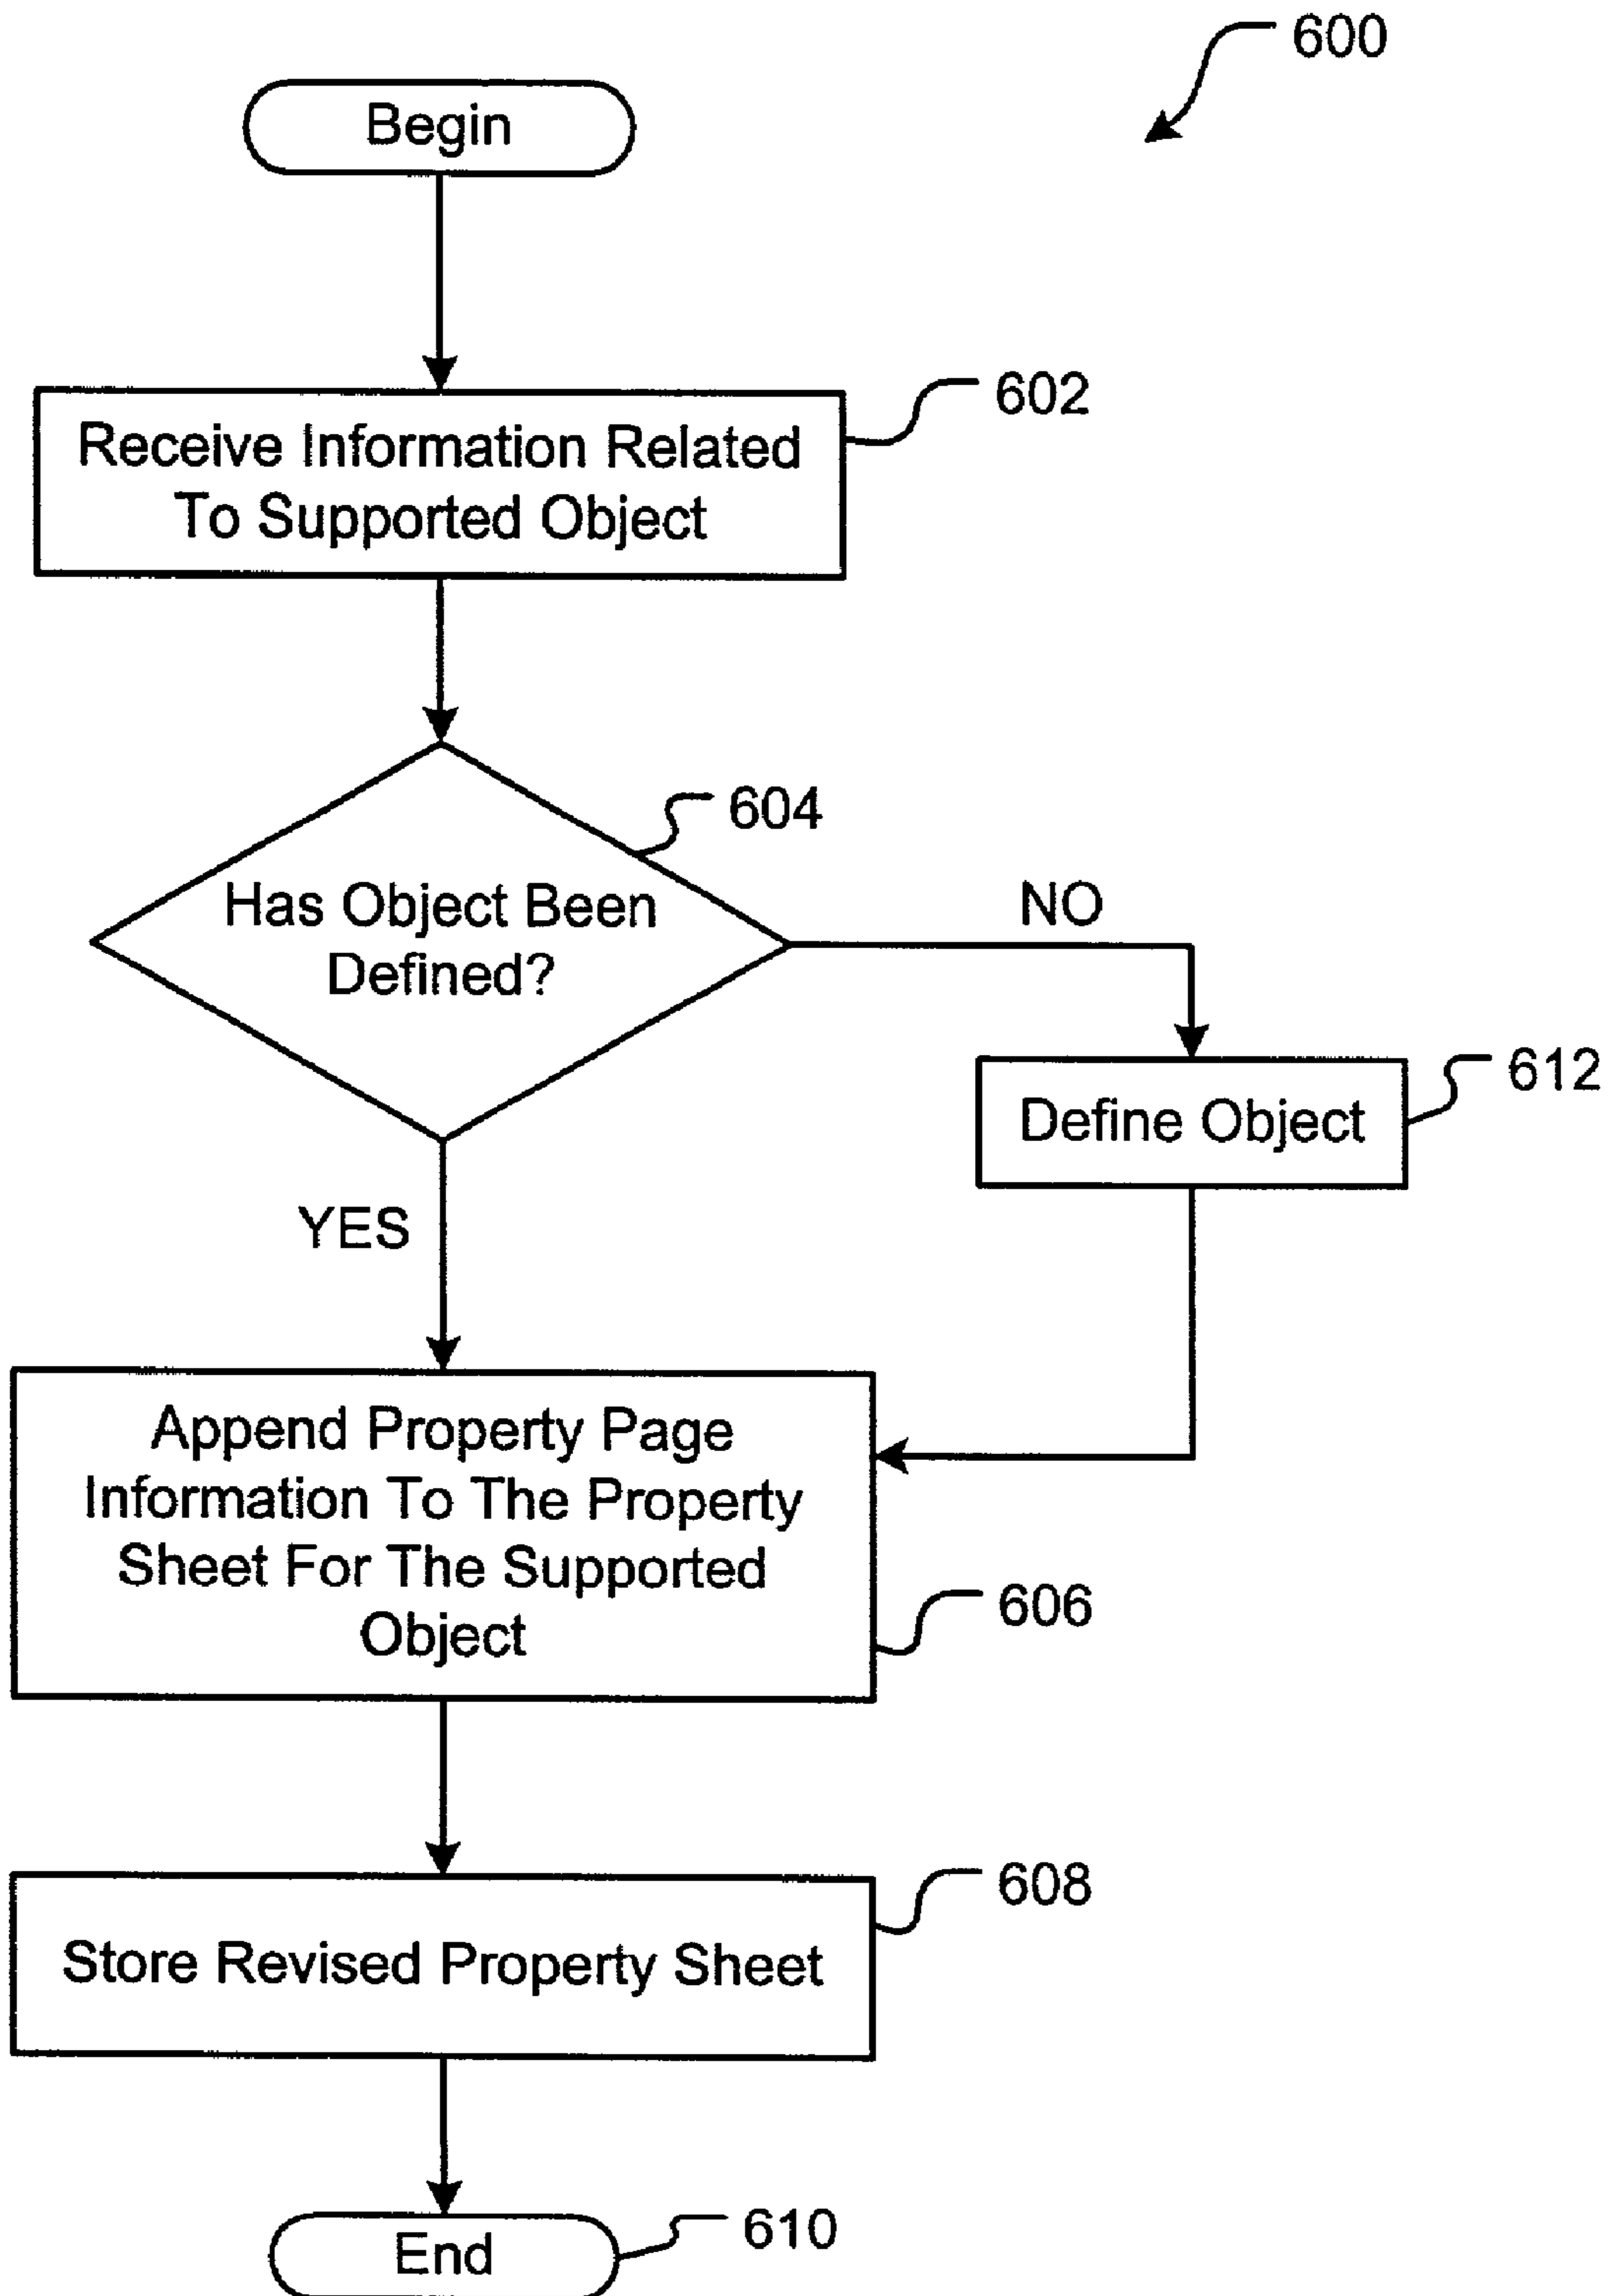 600
Begin
602
Receive Information Related
To Supported Object
604
Has Object Been
Defined?
NO
612
Define Object
YES
Append Property Page
Information To The Property
Sheet For The Supported
Object
606
608
Store Revised Property Sheet
610
End